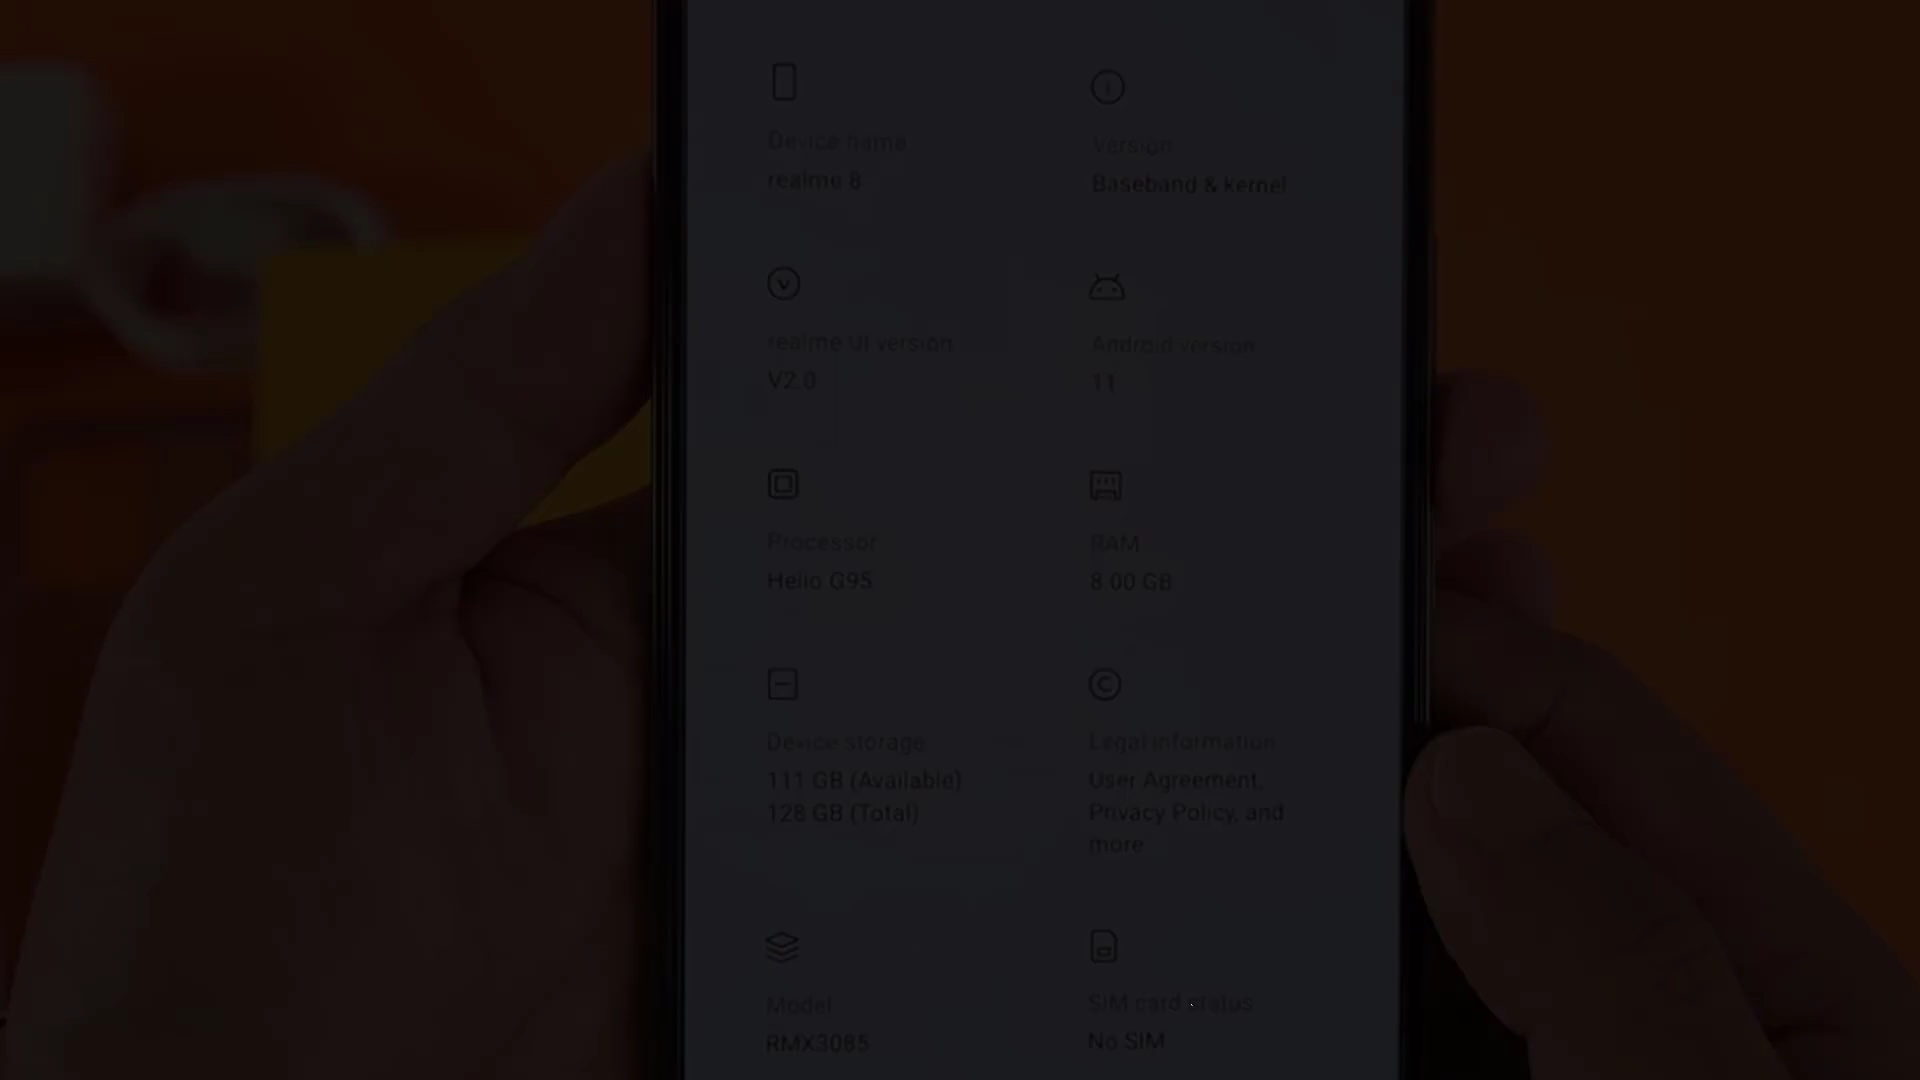 Device name
realme 8
Version
Baseband & kernel
realme UI version
V2.0
Android version
11
Processor
Helio G95
RAM
8.00 GB
Device storage
111 GB (Available)
128 GB (Total)
Legal information
User Agreement,
Privacy Policy, and
more
Model
RMX3085
SIM card status
No SIM